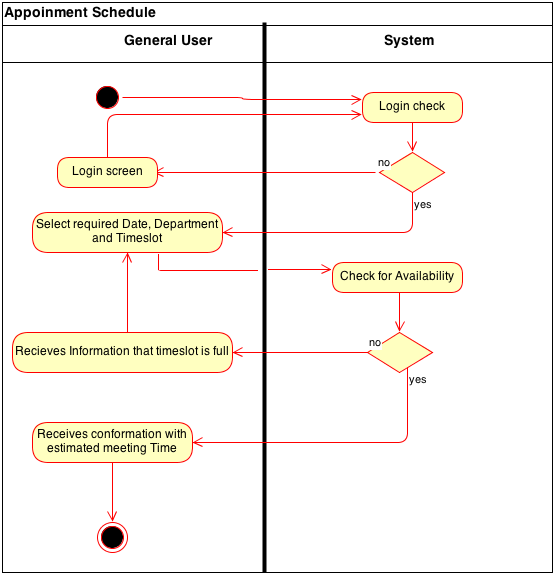 Appoinment Schedule
General User
System
Login check
Login screen
no
yes
Select required Date, Department
and Timeslot
Check for Availability
Recieves Information that timeslot is full
no
yes
Receives conformation with
estimated meeting Time